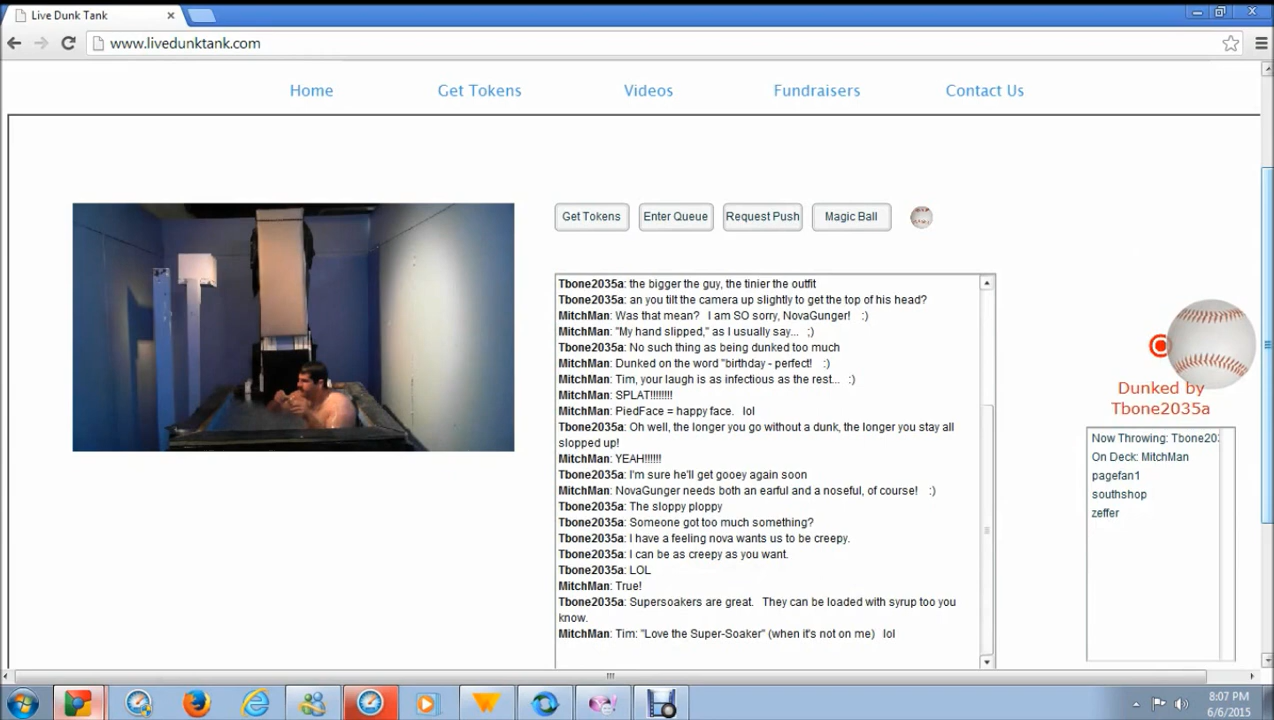 Live Dunk Tank
www.livedunktank.com
Home
Get Tokens
Videos
Fundraisers
Contact Us
Get Tokens
Enter Queue
Request Push
Magic Ball
Tbone2035a: the bigger the guy, the tinier the outfit
Tbone2035a: an you tilt the camera up slightly to get the top of his head?
MitchMan: Was that mean? I am SO sorry, NovaGunger! :)
MitchMan: "My hand slipped," as I usually say... ;)
Tbone2035a: No such thing as being dunked too much
MitchMan: Dunked on the word "birthday - perfect! :)
MitchMan: Tim, your laugh is as infectious as the rest... :)
MitchMan: SPLAT!!!!!!!!
MitchMan: PiedFace = happy face. lol
Tbone2035a: Oh well, the longer you go without a dunk, the longer you stay all
slopped up!
MitchMan: YEAH!!!!!!
Tbone2035a: I'm sure he'll get gooey again soon
MitchMan: NovaGunger needs both an earful and a noseful, of course! :)
Tbone2035a: The sloppy ploppy
Tbone2035a: Someone got too much something?
Tbone2035a: I have a feeling nova wants us to be creepy.
Tbone2035a: I can be as creepy as you want.
Tbone2035a: LOL
MitchMan: True!
Tbone2035a: Supersoakers are great. They can be loaded with syrup too you
know.
MitchMan: Tim: "Love the Super-Soaker" (when it's not on me) lol
Dunked by
Tbone2035a
Now Throwing: Tbone20
On Deck: MitchMan
pagefan1
southshop
zeffer
8:07 PM
6/6/2015